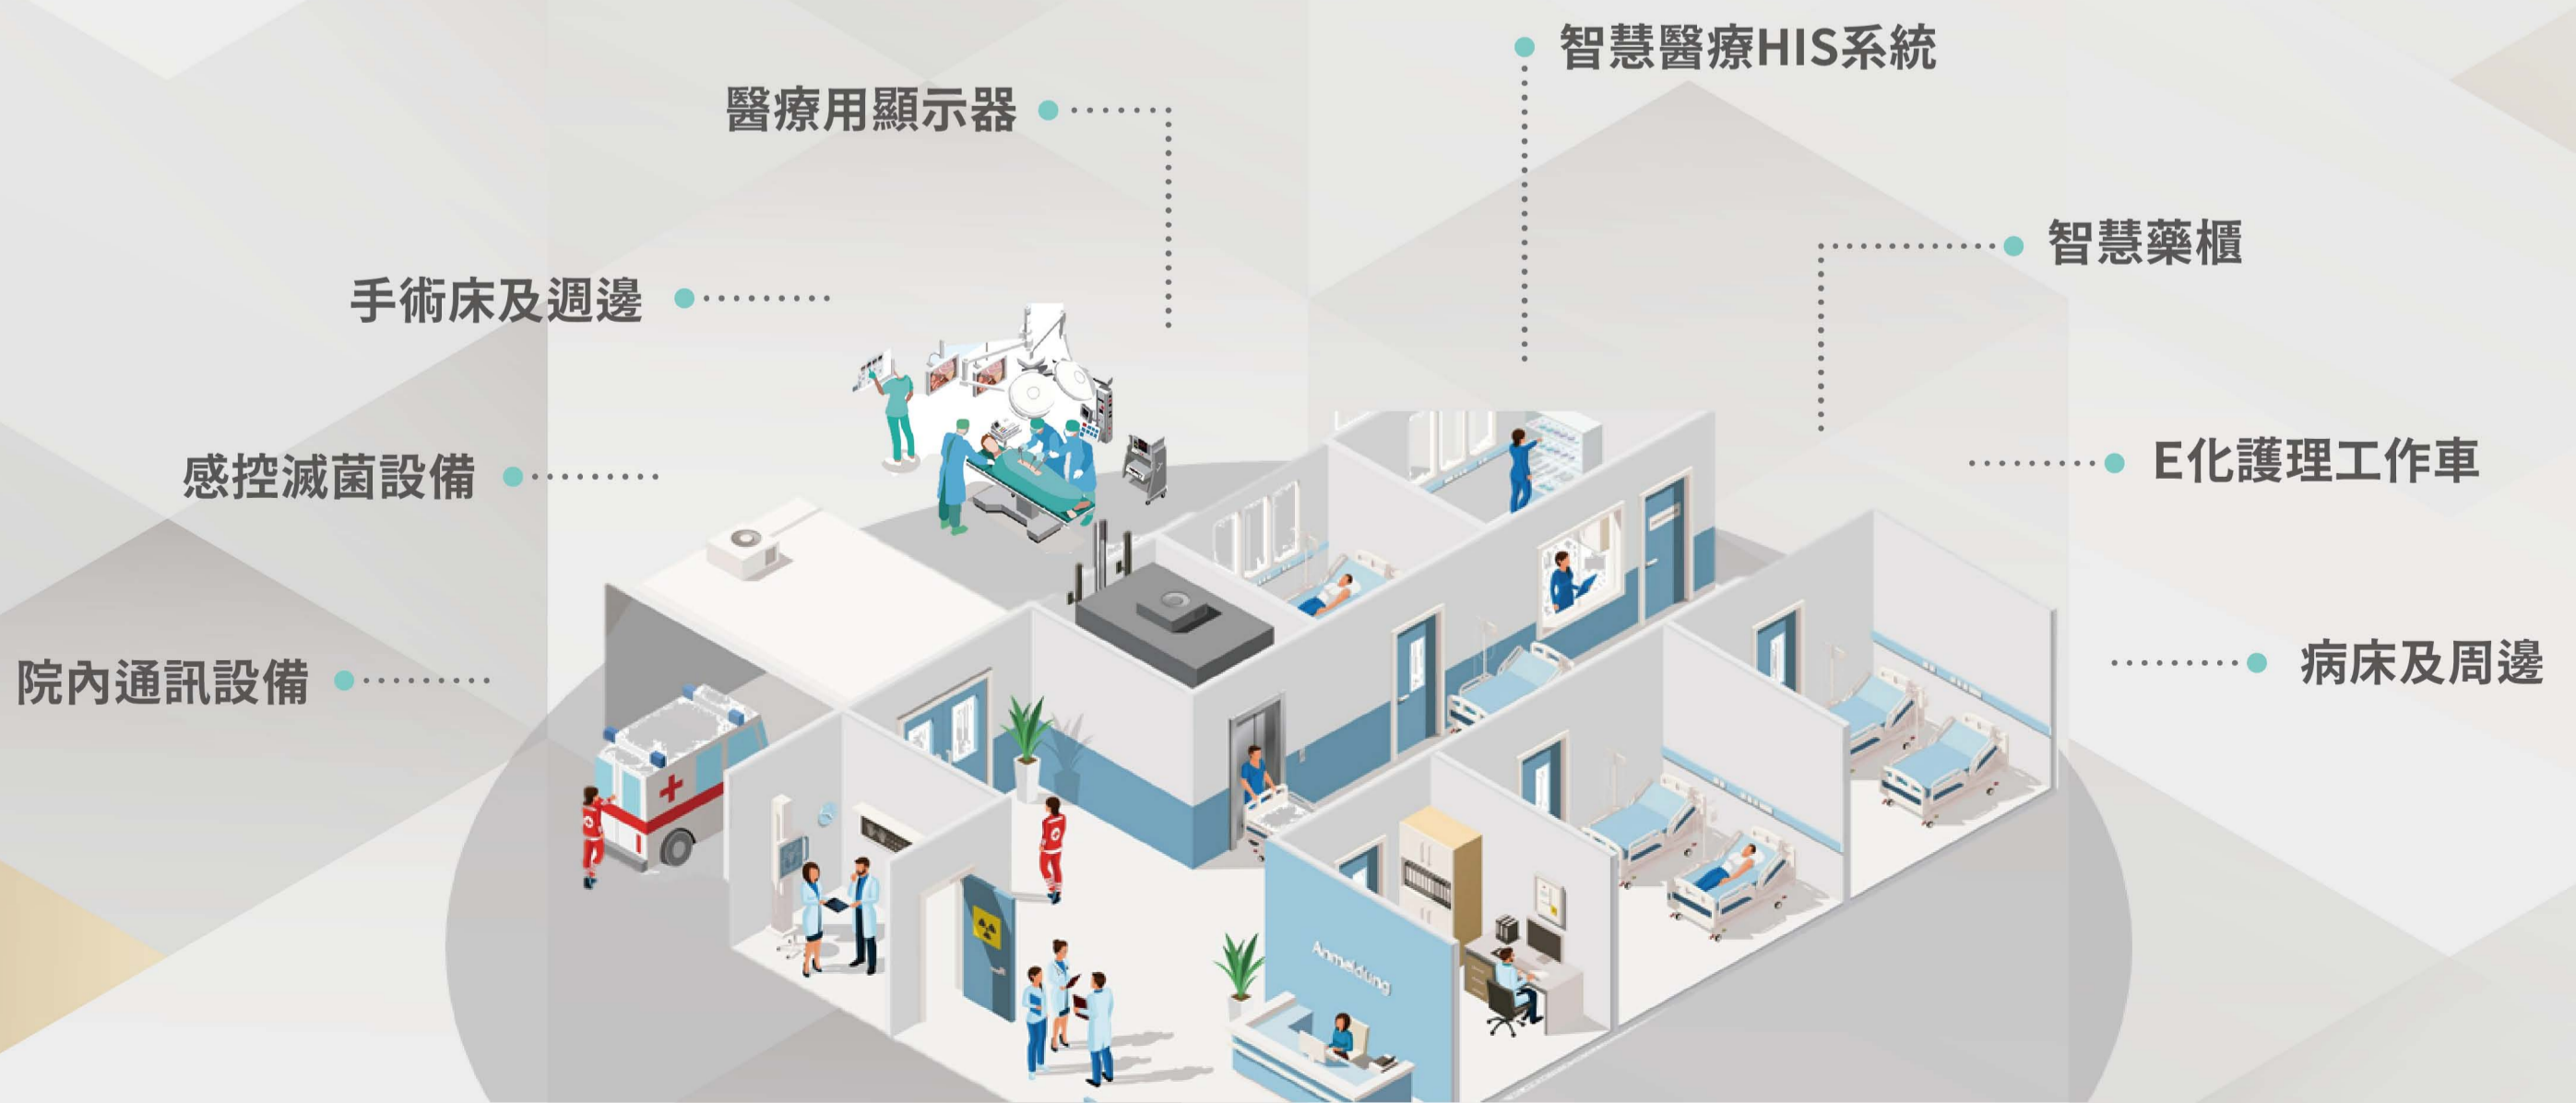 智慧醫療HIS系統
醫療用顯示器
智慧藥櫃
手術床及週邊
E化護理工作車
感控滅菌設備
病床及周邊
院內通訊設備
Anmeldung